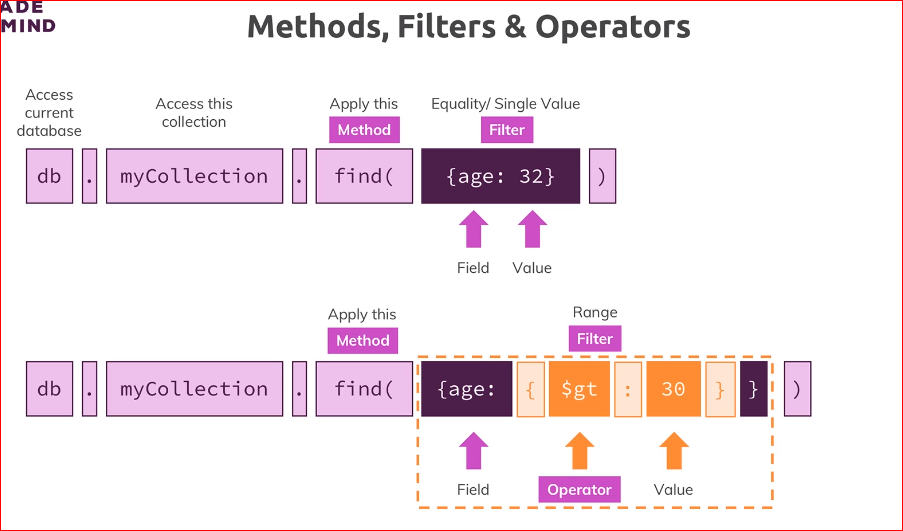 ADE
MIND
Methods, Filters & Operators
Access
current
database
Access this
collection
Apply this
Method
Equality/ Single Value
Filter
db . myCollection . find( {age: 32} )
Field Value
Apply this
Method
Range
Filter
db . myCollection . find( {age: { $gt : 30 } } )
Field Operator Value